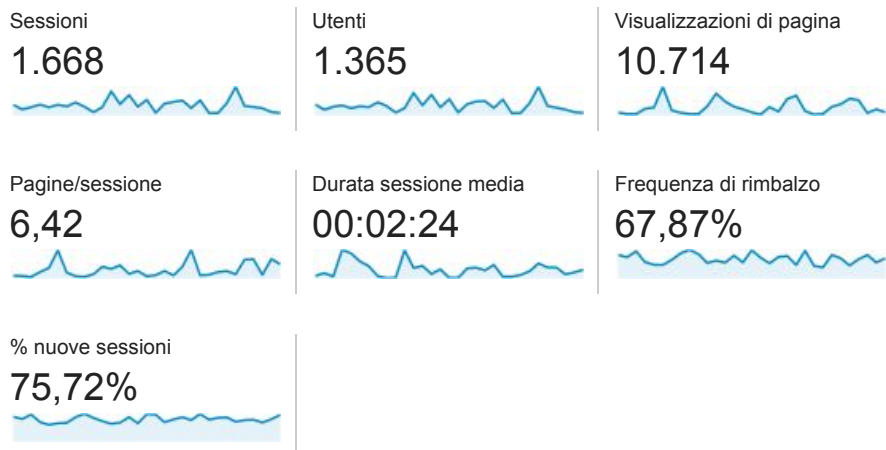 Sessioni
1.668
Utenti
1.365
Visualizzazioni di pagina
10.714
Pagine/sessione
6,42
Durata sessione media
00:02:24
Frequenza di rimbalzo
67,87%
% nuove sessioni
75,72%